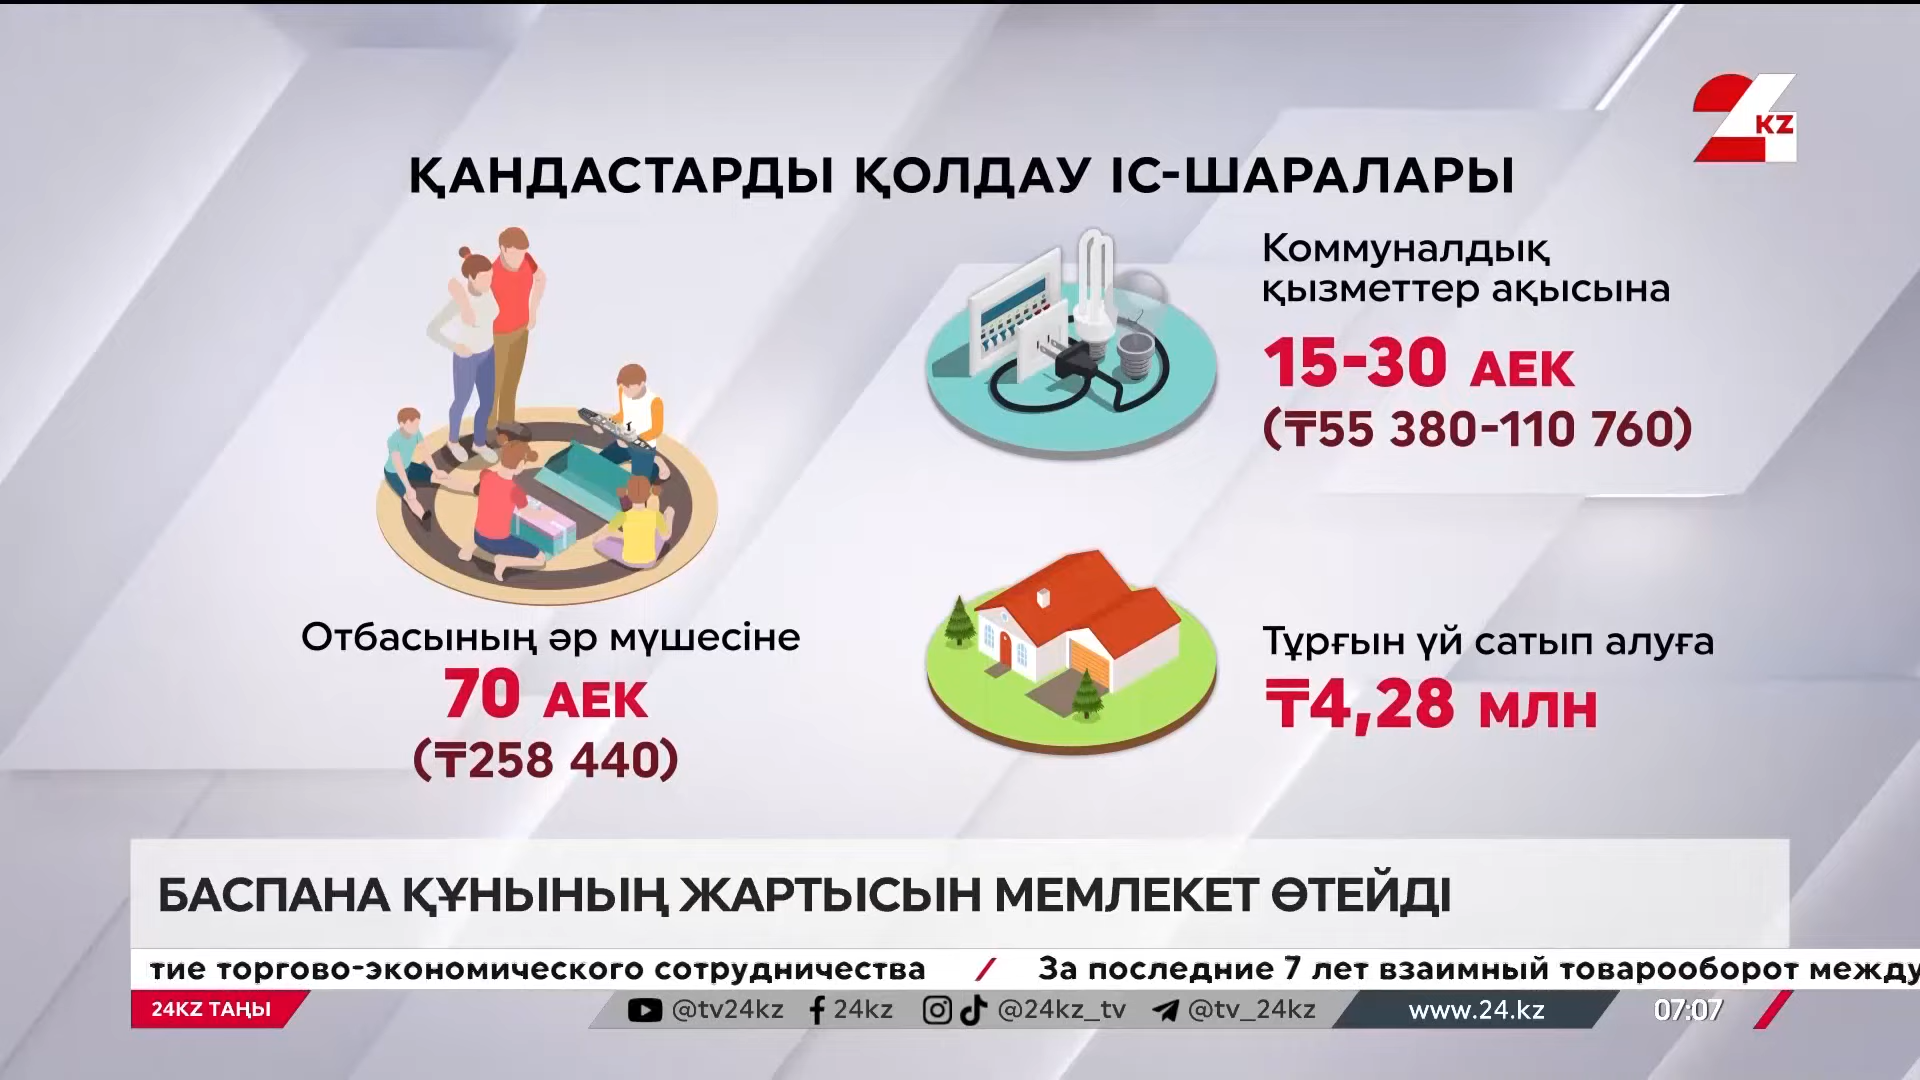 24 KZ
ҚАНДАСТАРДЫ ҚОЛДАУ ІС-ШАРАЛАРЫ
Отбасының әр мүшесіне
70 АЕК
(₸258 440)
Коммуналдық
қызметтер ақысына
15-30 АЕК
(₸55 380-110 760)
Тұрғын үй сатып алуға
₸4,28 МЛН
БАСПАНА ҚҰНЫНЫҢ ЖАРТЫСЫН МЕМЛЕКЕТ ӨТЕЙДІ
тие торгово-экономического сотрудничества / За последние 7 лет взаимный товарооборот между
24KZ ТАҢЫ @tv24kz 24kz @24kz_tv @tv_24kz www.24.kz 07:07